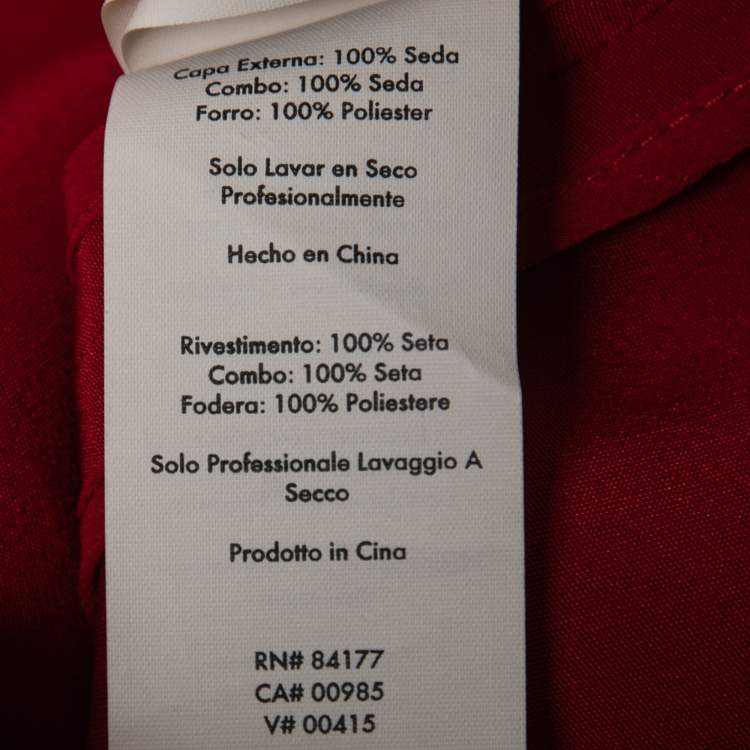 Capa Externa: 100% Seda
Combo: 100% Seda
Forro: 100% Poliester
Solo Lavar en Seco
Profesionalmente
Hecho en China
Rivestimento: 100% Seta
Combo: 100% Seta
Fodera: 100% Poliestere
Solo Professionale Lavaggio A
Secco
Prodotto in Cina
RN# 84177
CA# 00985
V# 00415